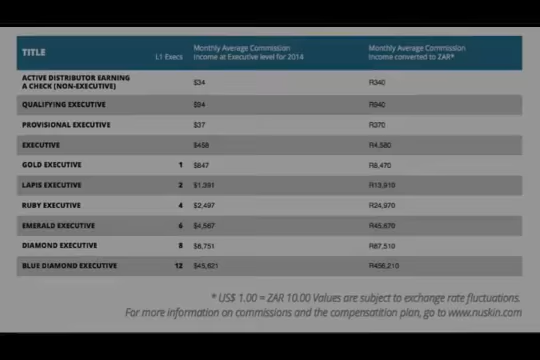 TITLE L1 Execs Monthly Average Commission Income at Executive level for 2014 Monthly Average Commission Income converted to ZAR*
ACTIVE DISTRIBUTOR EARNING A CHECK (NON-EXECUTIVE) $34 R340
QUALIFYING EXECUTIVE $94 R940
PROVISIONAL EXECUTIVE $37 R370
EXECUTIVE $458 R4,580
GOLD EXECUTIVE 1 $847 R8,470
LAPIS EXECUTIVE 2 $1,391 R13,910
RUBY EXECUTIVE 4 $2,497 R24,970
EMERALD EXECUTIVE 6 $4,567 R45,670
DIAMOND EXECUTIVE 8 $8,751 R87,510
BLUE DIAMOND EXECUTIVE 12 $45,621 R456,210
* US$ 1.00 = ZAR 10.00 Values are subject to exchange rate fluctuations.
For more information on commissions and the compensatition plan, go to www.nuskin.com